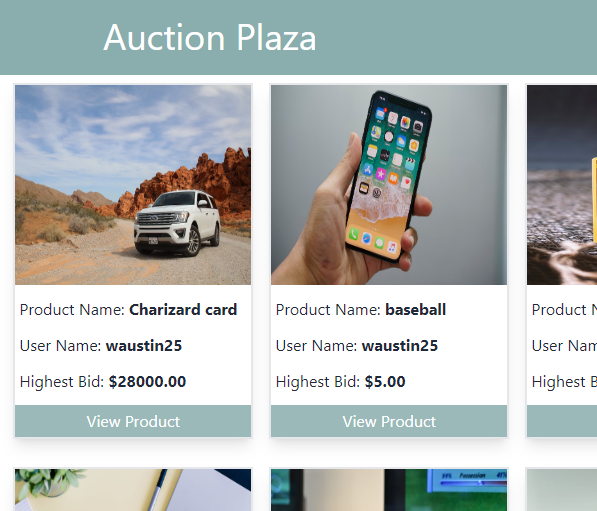 Auction Plaza
Product Name: Charizard card
User Name: waustin25
Highest Bid: $28000.00
View Product
Product Name: baseball
User Name: waustin25
Highest Bid: $5.00
View Product
Product
User
Highest